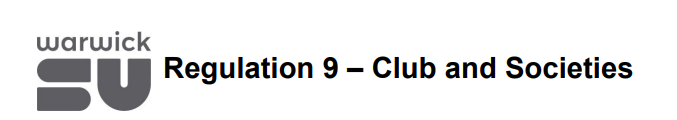 warwick
SU
Regulation 9 – Club and Societies